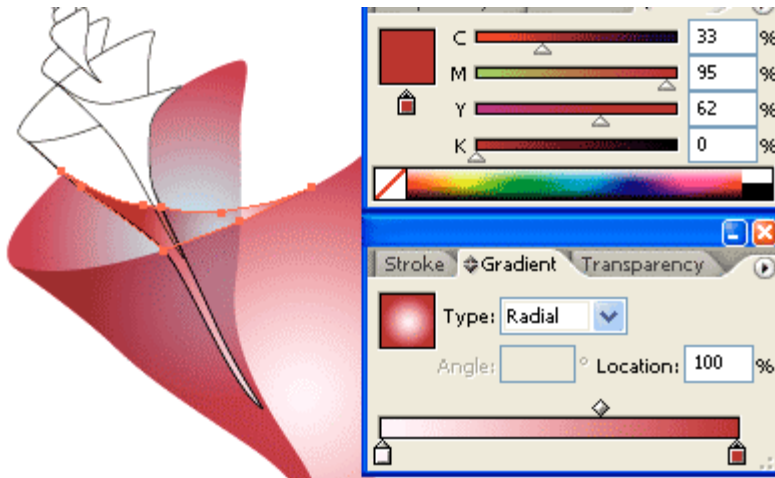 C 33 %
M 95 %
Y 62 %
K 0 %
Stroke Gradient Transparency
Type: Radial
Angle: ° Location: 100 %